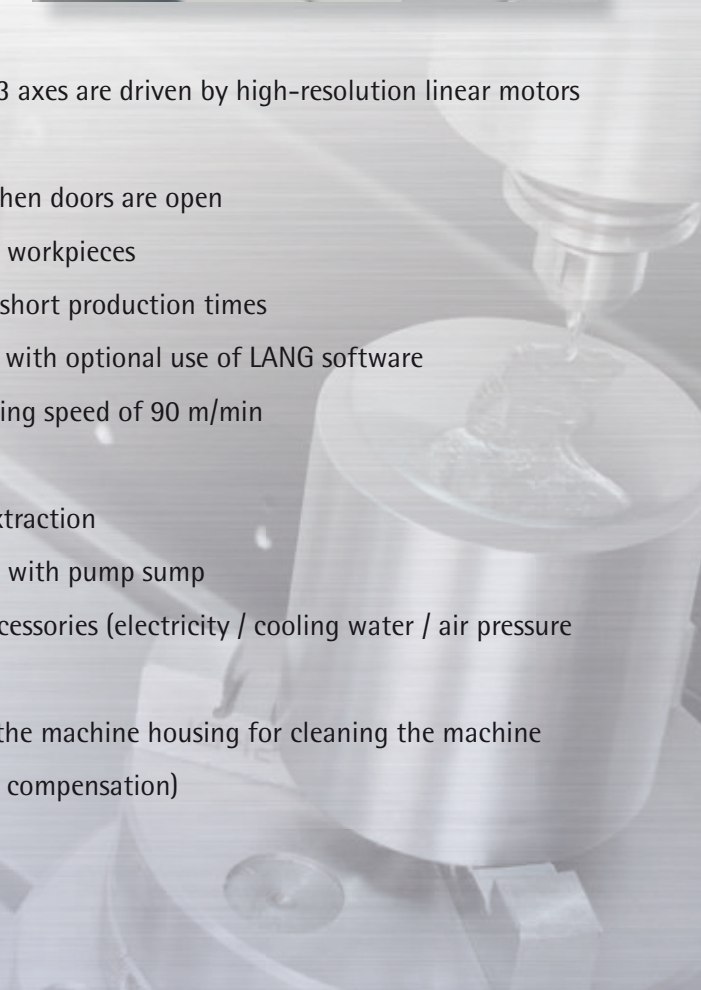 3 axes are driven by high-resolution linear motors
hen doors are open
workpieces
short production times
with optional use of LANG software
ing speed of 90 m/min
xtraction
with pump sump
cessories (electricity / cooling water / air pressure
the machine housing for cleaning the machine
compensation)